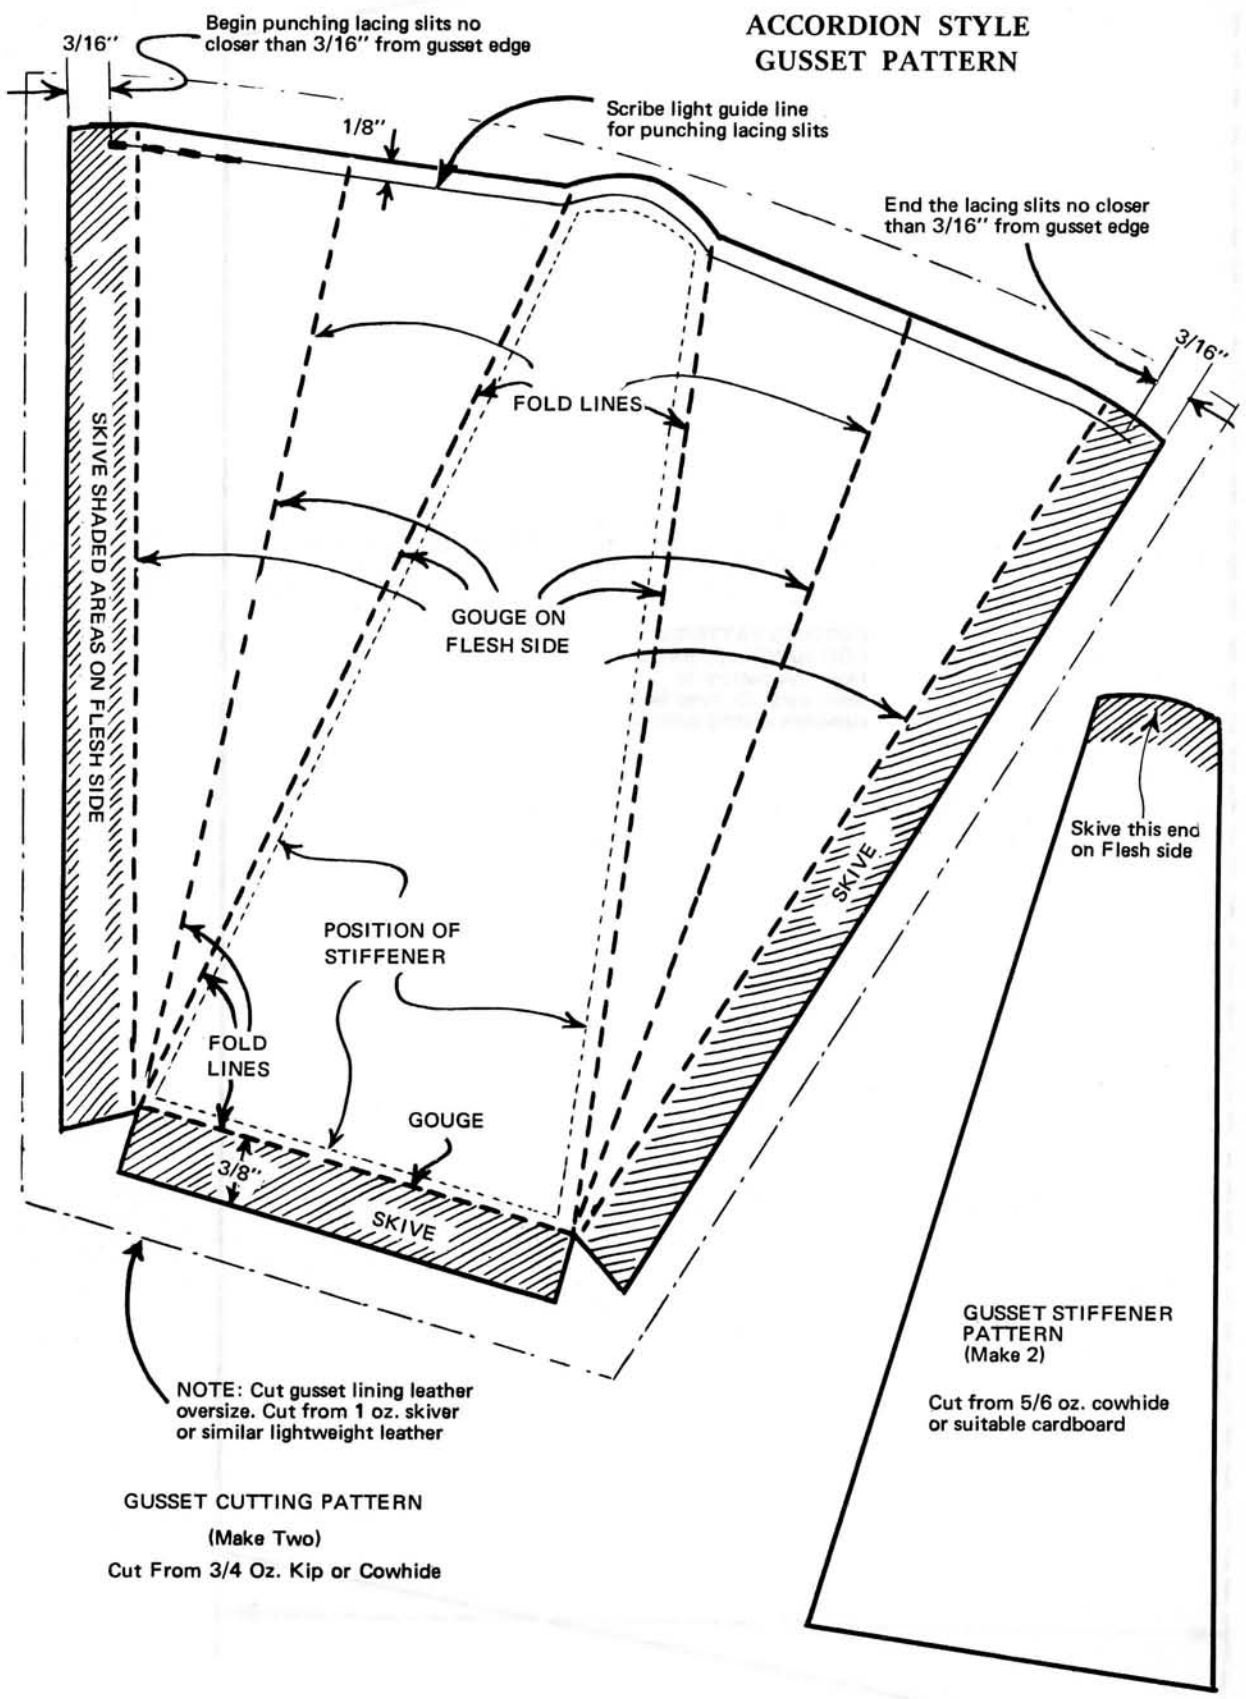 ACCORDION STYLE
GUSSET PATTERN
3/16"
Begin punching lacing slits no
closer than 3/16" from gusset edge
1/8"
Scribe light guide line
for punching lacing slits
End the lacing slits no closer
than 3/16" from gusset edge
3/16"
FOLD LINES
SKIVE SHADED AREAS ON FLESH SIDE
GOUGE ON
FLESH SIDE
Skive this end
on Flesh side
SKIVE
POSITION OF
STIFFENER
FOLD
LINES
GOUGE
3/8"
SKIVE
GUSSET STIFFENER
PATTERN
(Make 2)
Cut from 5/6 oz. cowhide
or suitable cardboard
NOTE: Cut gusset lining leather
oversize. Cut from 1 oz. skiver
or similar lightweight leather
GUSSET CUTTING PATTERN
(Make Two)
Cut From 3/4 Oz. Kip or Cowhide